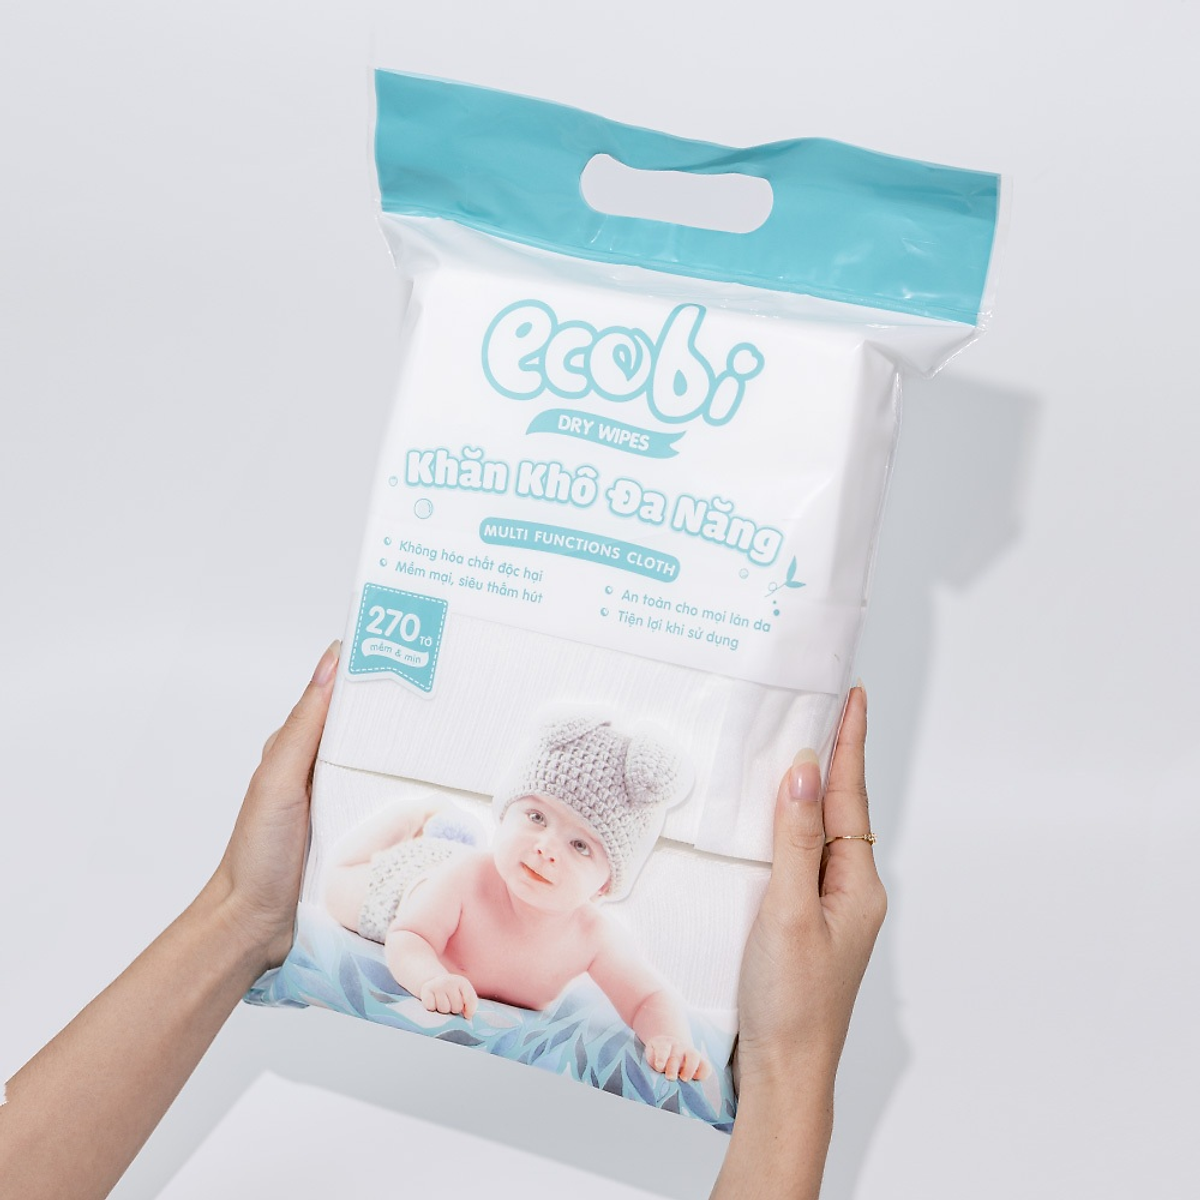 ecobi
DRY WIPES
Khăn Khô Đa Năng
MULTI FUNCTIONS CLOTH
Không hóa chất độc hại
Mềm mại, siêu thấm hút
An toàn cho mọi làn da
Tiện lợi khi sử dụng
270 TỜ
mềm & mịn